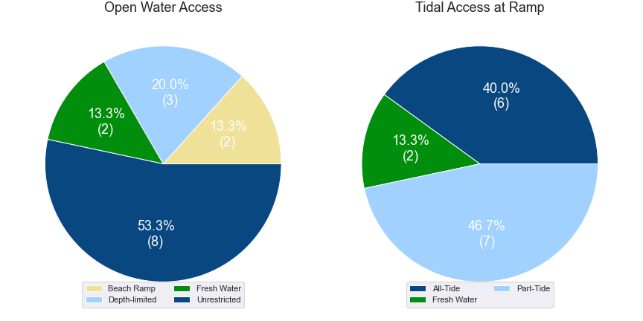 Open Water Access
20.0%
(3)
13.3%
(2)
13.3%
(2)
53.3%
(8)
Beach Ramp
Fresh Water
Depth-limited
Unrestricted
Tidal Access at Ramp
40.0%
(6)
13.3%
(2)
46.7%
(7)
All-Tide
Part-Tide
Fresh Water